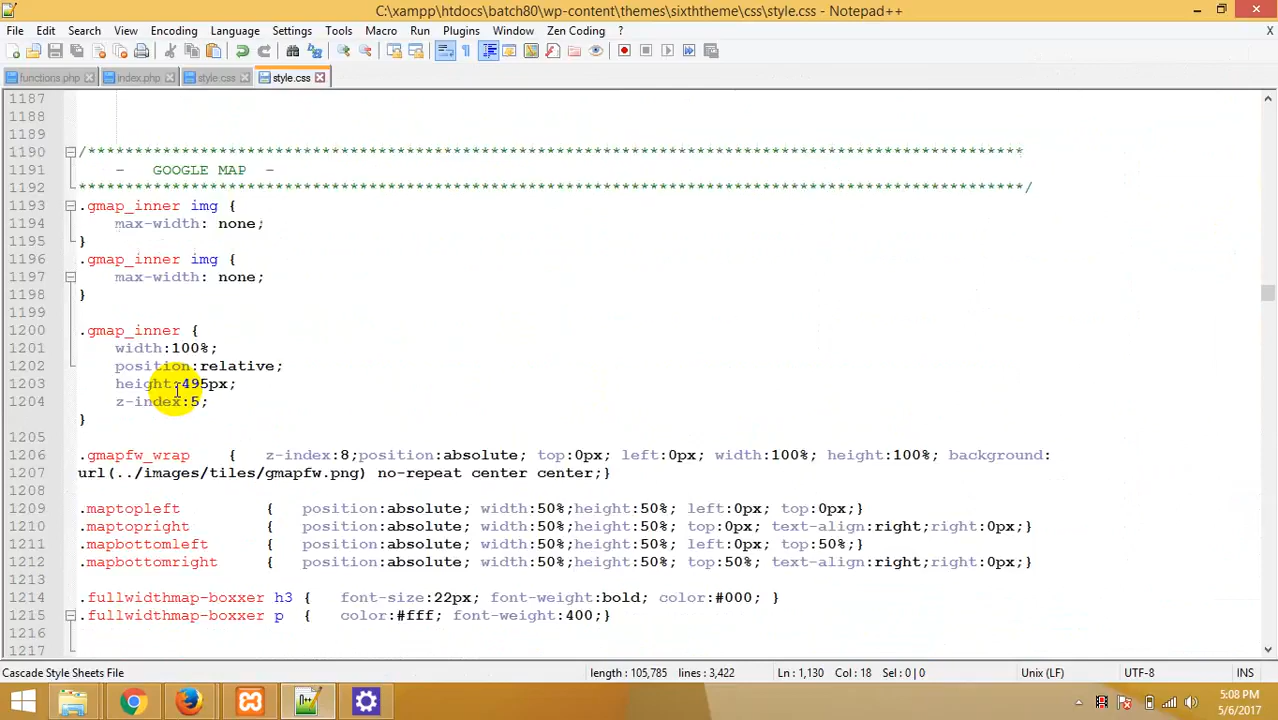 C:\xampp\htdocs\batch80\wp-content\themes\sixththeme\css\style.css - Notepad++
File Edit Search View Encoding Language Settings Tools Macro Run Plugins Window Zen Coding ? X
functions.php index.php style.css style.css
1187
1188
1189
1190 /****************************************************************************************************
1191 - GOOGLE MAP -
1192 ****************************************************************************************************/
1193 .gmap_inner img {
1194 max-width: none;
1195 }
1196 .gmap_inner img {
1197 max-width: none;
1198 }
1199
1200 .gmap_inner {
1201 width:100%;
1202 position:relative;
1203 height:495px;
1204 z-index:5;
}
1205
1206 .gmapfw_wrap { z-index:8;position:absolute; top:0px; left:0px; width:100%; height:100%; background:
1207 url(../images/tiles/gmapfw.png) no-repeat center center;}
1208
1209 .maptopleft { position:absolute; width:50%;height:50%; left:0px; top:0px;}
1210 .maptopright { position:absolute; width:50%;height:50%; top:0px; text-align:right;right:0px;}
1211 .mapbottomleft { position:absolute; width:50%;height:50%; left:0px; top:50%;}
1212 .mapbottomright { position:absolute; width:50%;height:50%; top:50%; text-align:right;right:0px;}
1213
1214 .fullwidthmap-boxxer h3 { font-size:22px; font-weight:bold; color:#000; }
1215 .fullwidthmap-boxxer p { color:#fff; font-weight:400;}
1216
1217
Cascade Style Sheets File length : 105,785 lines : 3,422 Ln : 1,130 Col : 18 Sel : 0 | 0 Unix (LF) UTF-8 INS
5:08 PM
5/6/2017